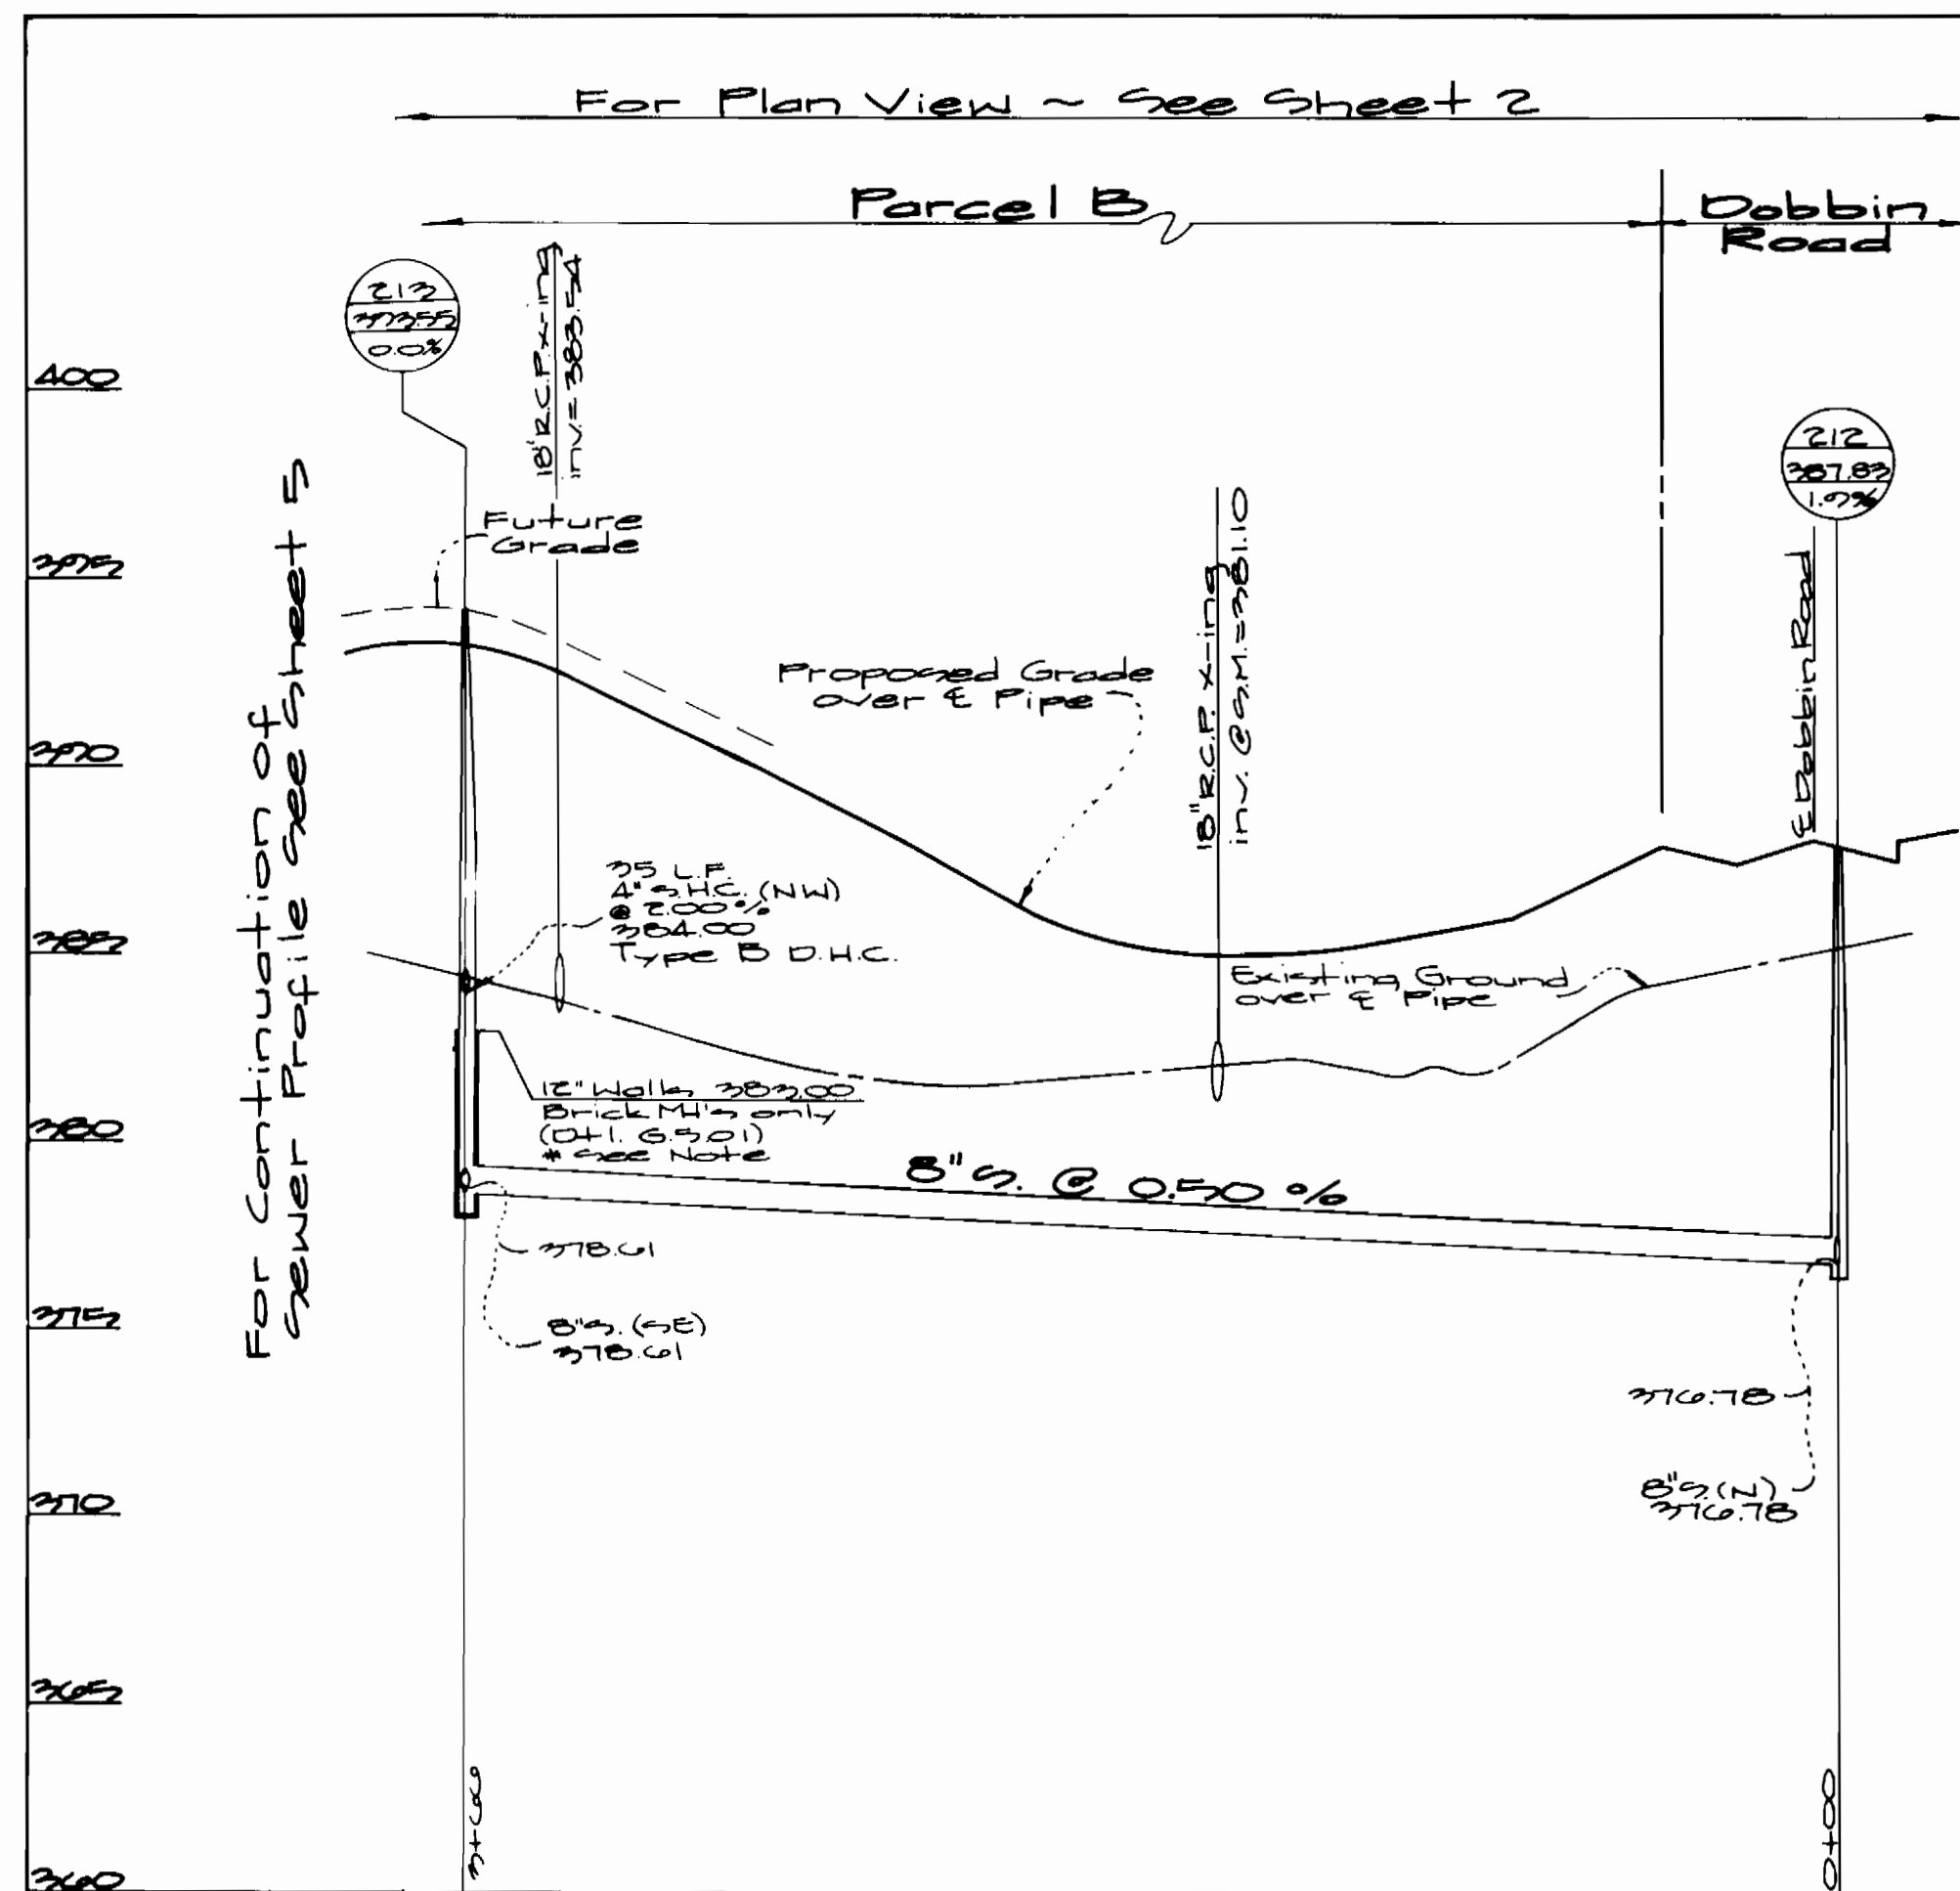 For Plan View ~ See Sheet 2
Parcel B
Dobbin
Road
213
393.55
0.0%
18" R.C.P. X-ing
inv. = 383.54
212
387.83
1.9%
400
395
390
385
380
375
370
365
360
For Continuation of
Sewer Profile see Sheet 5
Future
Grade
Proposed Grade
over ℄ Pipe
18" R.C.P. X-ing
inv. @ S.M. = 381.10
℄ Dobbin Road
35 L.F.
4" S.H.C. (NW)
@ 2.00%
384.00
Type B D.H.C.
Existing Ground
over ℄ Pipe
12" Walls 383.00
Brick MH's only
(Dtl. G.5.01)
* See Note
8" S. @ 0.50 %
378.61
8" S. (SE)
378.61
376.78
8" S. (N)
376.78
3+66
0+00